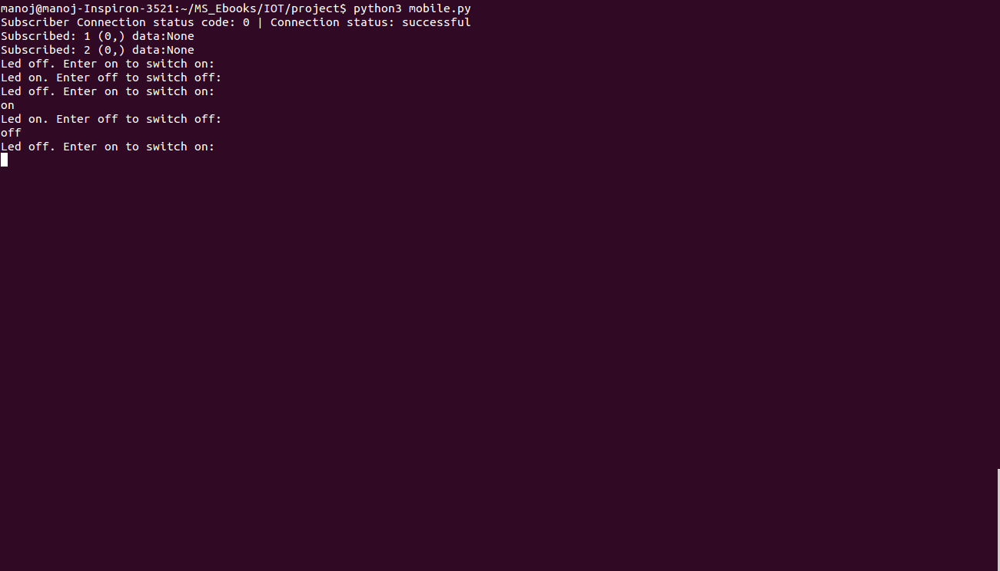 manoj@manoj-Inspiron-3521:~/MS_Ebooks/IOT/project$ python3 mobile.py
Subscriber Connection status code: 0 | Connection status: successful
Subscribed: 1 (0,) data:None
Subscribed: 2 (0,) data:None
Led off. Enter on to switch on:
Led on. Enter off to switch off:
Led off. Enter on to switch on:
on
Led on. Enter off to switch off:
off
Led off. Enter on to switch on: